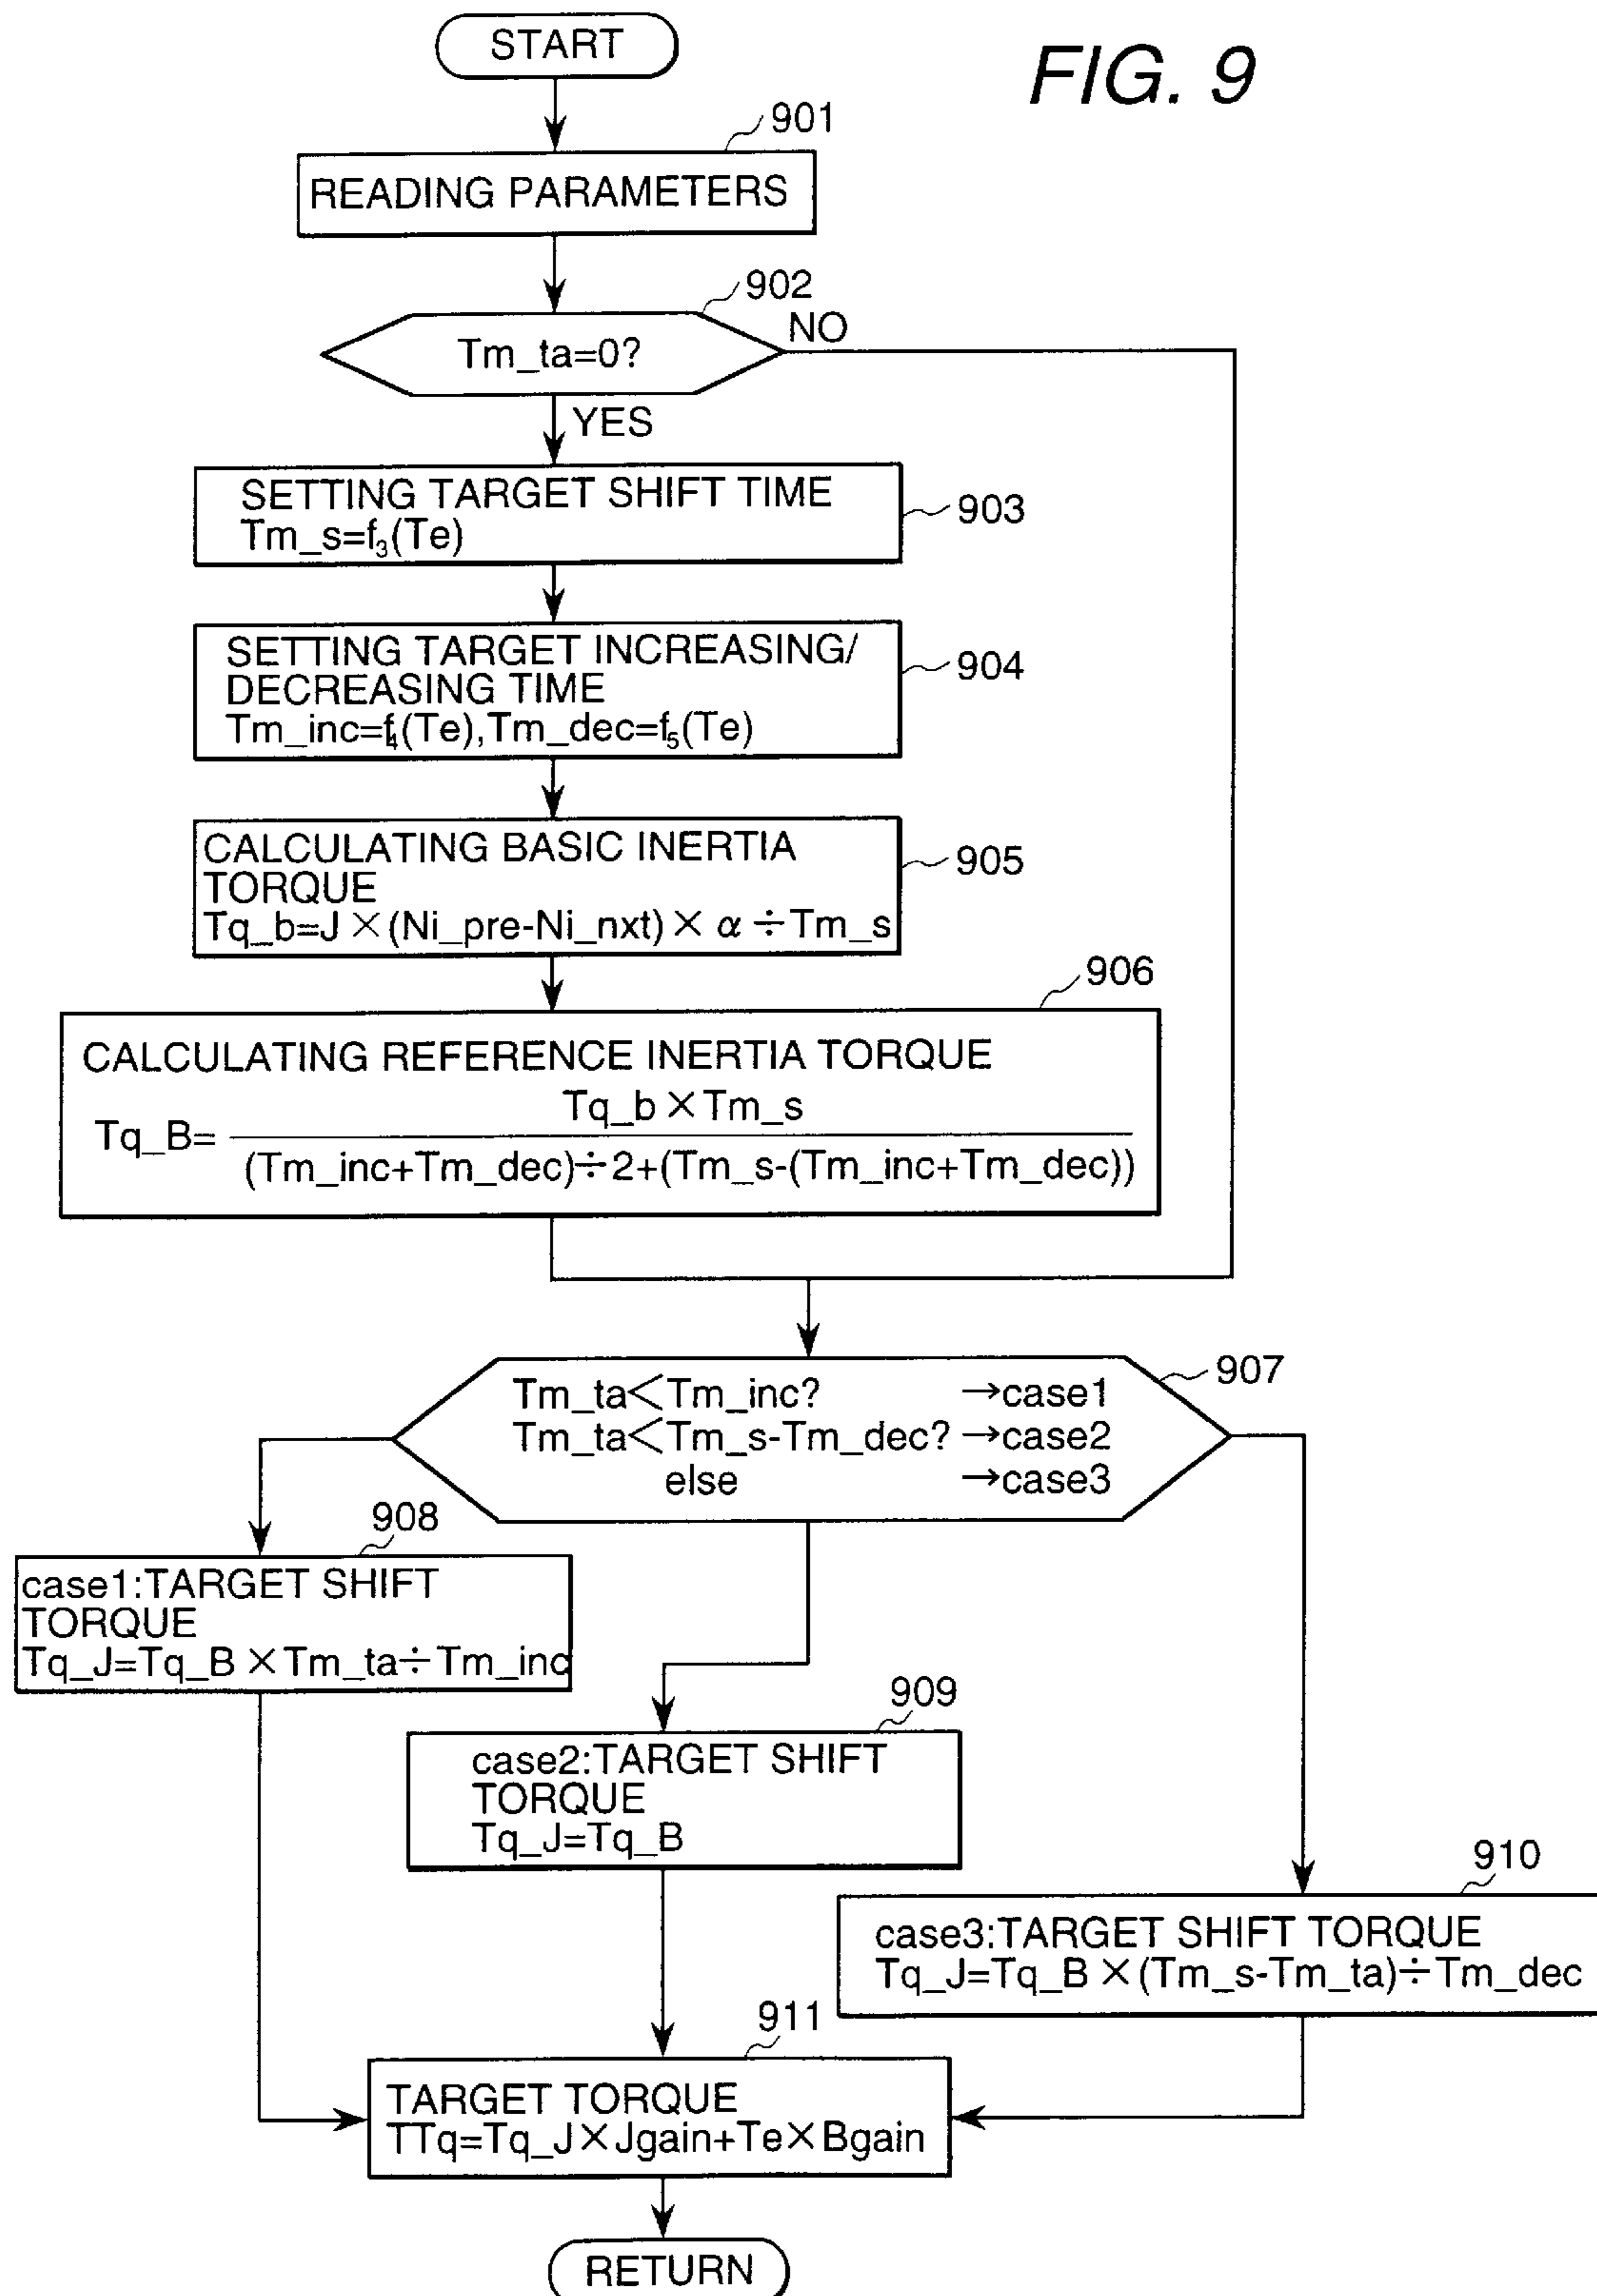 START
FIG. 9
901
READING PARAMETERS
902
Tm_ta=0?
NO
YES
SETTING TARGET SHIFT TIME
Tm_s=f₃(Te)
903
SETTING TARGET INCREASING/
DECREASING TIME
Tm_inc=f₄(Te),Tm_dec=f₅(Te)
904
CALCULATING BASIC INERTIA
TORQUE
Tq_b=J×(Ni_pre-Ni_nxt)×α÷Tm_s
905
906
CALCULATING REFERENCE INERTIA TORQUE
Tq_b×Tm_s
Tq_B=
(Tm_inc+Tm_dec)÷2+(Tm_s-(Tm_inc+Tm_dec))
907
Tm_ta<Tm_inc? →case1
Tm_ta<Tm_s-Tm_dec? →case2
else →case3
908
case1:TARGET SHIFT
TORQUE
Tq_J=Tq_B×Tm_ta÷Tm_inc
909
case2:TARGET SHIFT
TORQUE
Tq_J=Tq_B
910
case3:TARGET SHIFT TORQUE
Tq_J=Tq_B×(Tm_s-Tm_ta)÷Tm_dec
911
TARGET TORQUE
TTq=Tq_J×Jgain+Te×Bgain
RETURN